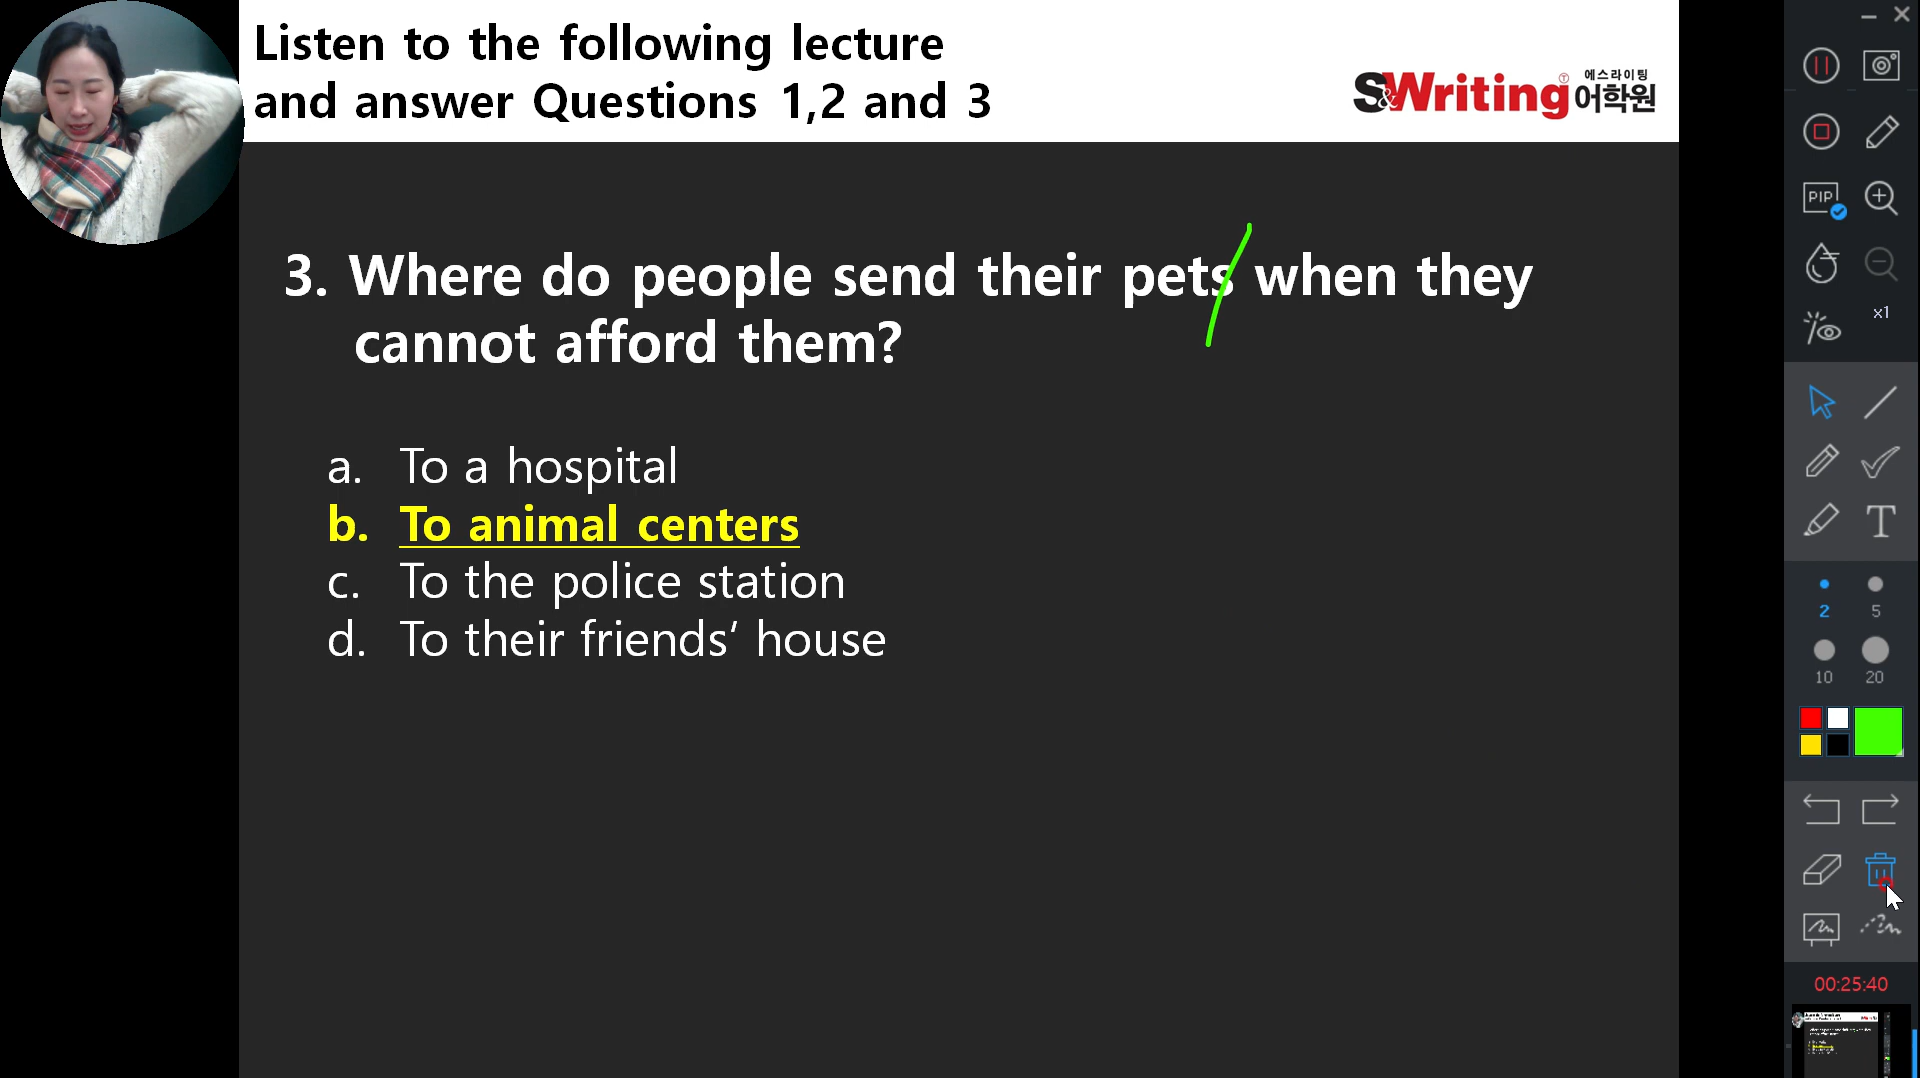 Listen to the following lecture
and answer Questions 1,2 and 3
S&Writing
에스라이팅
어학원
3. Where do people send their pets when they
cannot afford them?
a. To a hospital
b. To animal centers
c. To the police station
d. To their friends’ house
PIP
x1
T
2 5
10 20
00:25:40